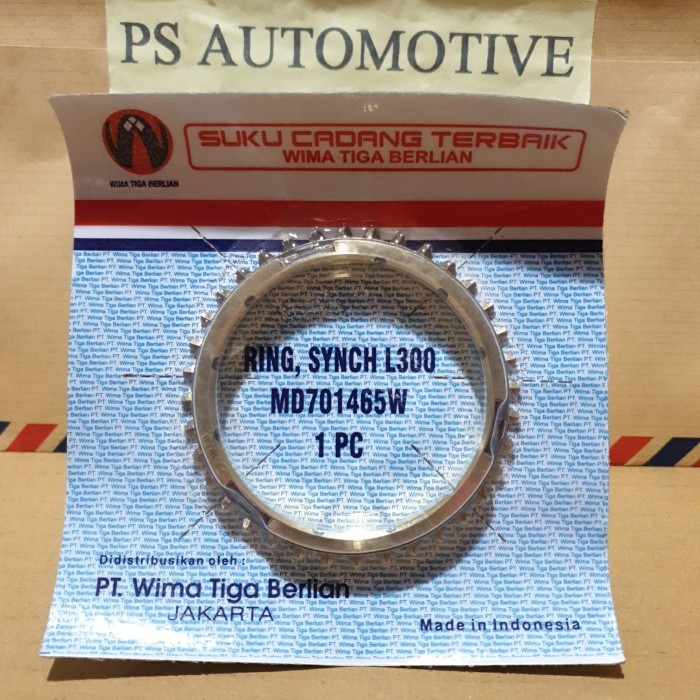 PS AUTOMOTIVE
WIMA TIGA BERLIAN
SUKU CADANG TERBAIK
WIMA TIGA BERLIAN
RING, SYNCH L300
MD701465W
1 PC
Didistribusikan oleh :
PT. Wima Tiga Berlian
JAKARTA
Made in Indonesia